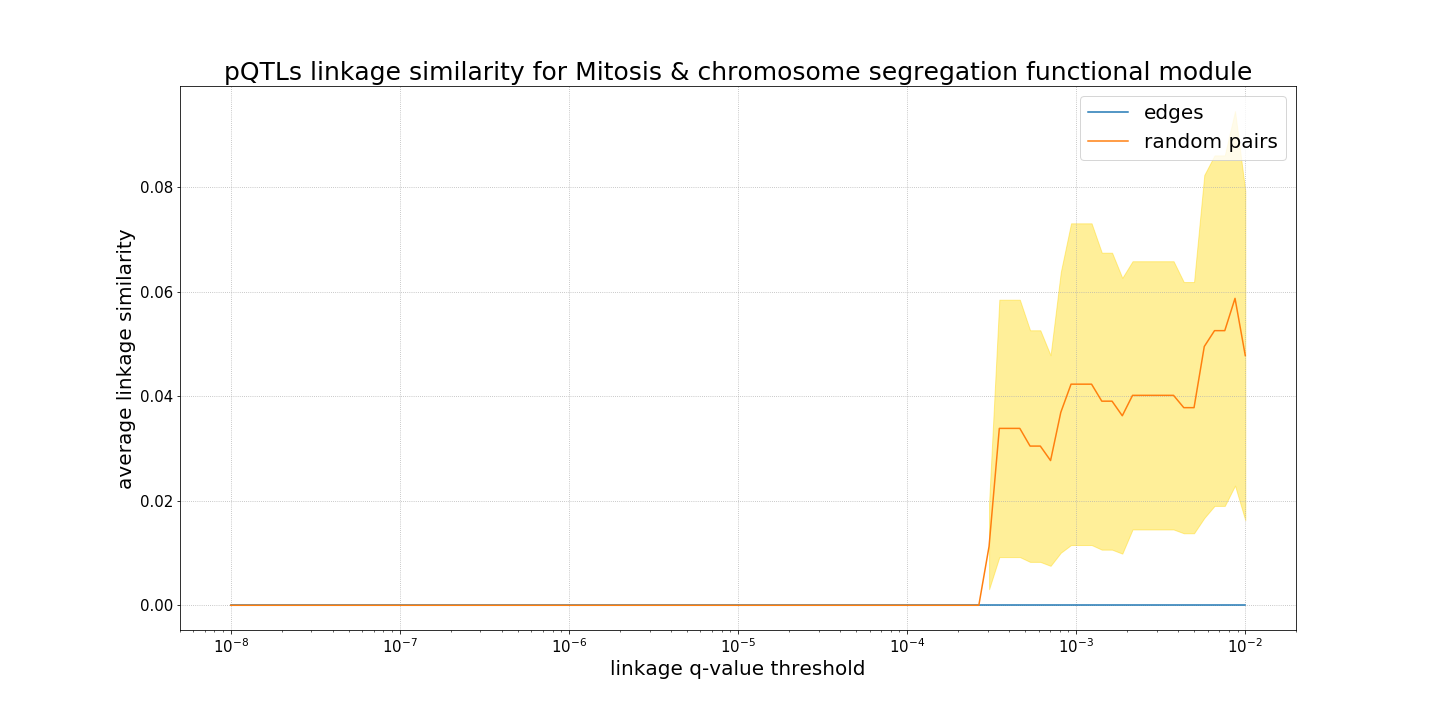 pQTLs linkage similarity for Mitosis & chromosome segregation functional module
edges
random pairs
average linkage similarity
0.08
0.06
0.04
0.02
0.00
10⁻⁸ 10⁻⁷ 10⁻⁶ 10⁻⁵ 10⁻⁴ 10⁻³ 10⁻²
linkage q-value threshold